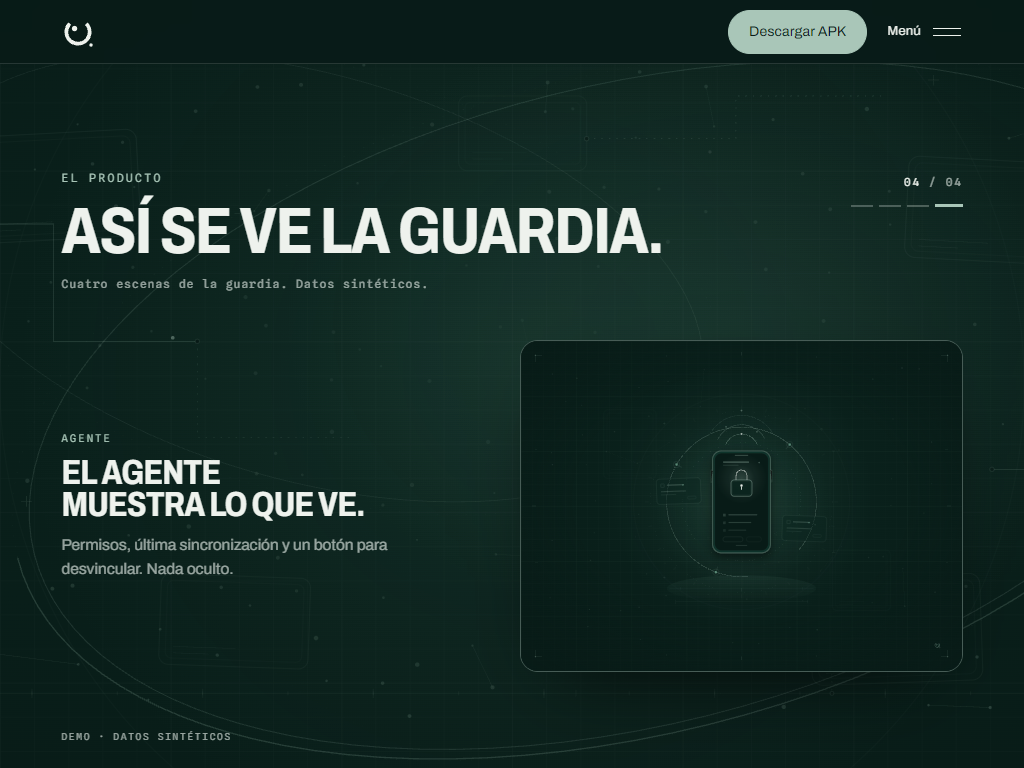 Descargar APK
Menú
EL PRODUCTO
04 / 04
ASÍ SE VE LA GUARDIA.
Cuatro escenas de la guardia. Datos sintéticos.
AGENTE
EL AGENTE
MUESTRA LO QUE VE.
Permisos, última sincronización y un botón para
desvincular. Nada oculto.
DEMO · DATOS SINTÉTICOS